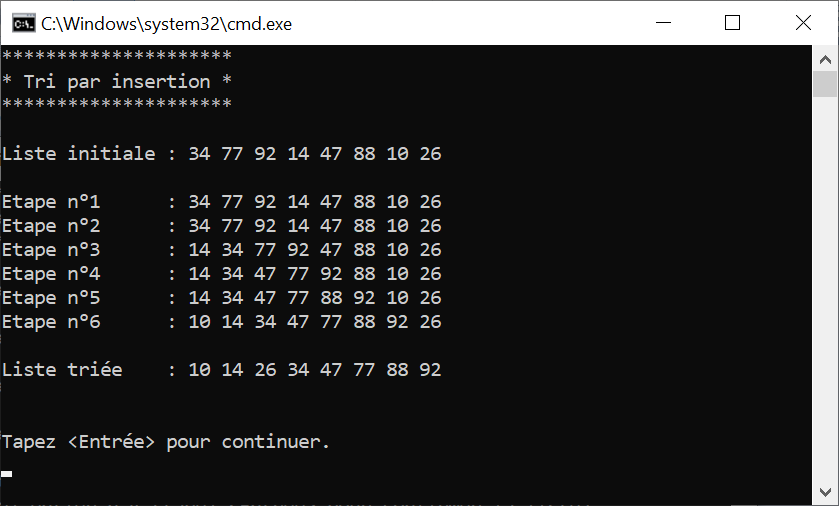 C:\Windows\system32\cmd.exe
*********************
* Tri par insertion *
*********************
Liste initiale : 34 77 92 14 47 88 10 26
Etape n°1      : 34 77 92 14 47 88 10 26
Etape n°2      : 34 77 92 14 47 88 10 26
Etape n°3      : 14 34 77 92 47 88 10 26
Etape n°4      : 14 34 47 77 92 88 10 26
Etape n°5      : 14 34 47 77 88 92 10 26
Etape n°6      : 10 14 34 47 77 88 92 26
Liste triée    : 10 14 26 34 47 77 88 92
Tapez <Entrée> pour continuer.